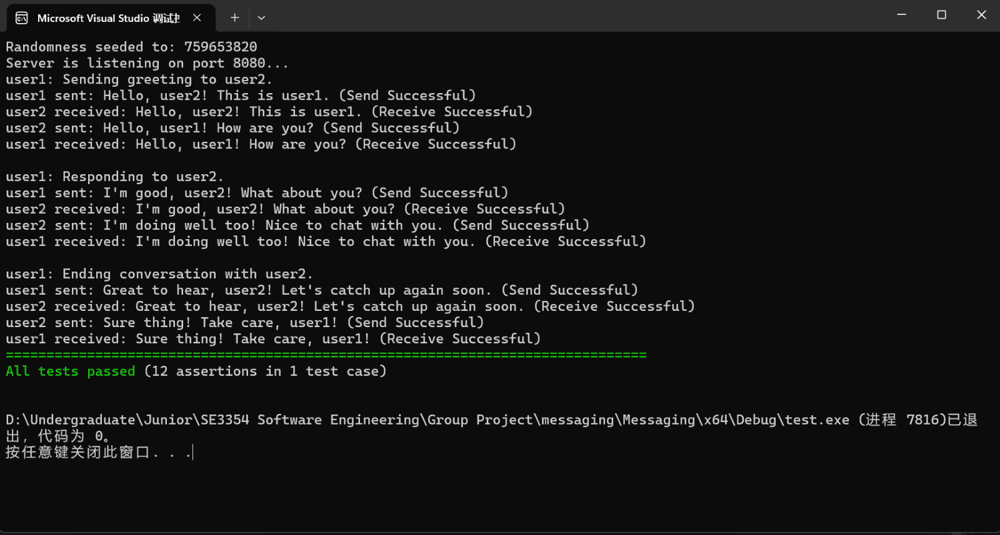 Microsoft Visual Studio 调试
Randomness seeded to: 759653820
Server is listening on port 8080...
user1: Sending greeting to user2.
user1 sent: Hello, user2! This is user1. (Send Successful)
user2 received: Hello, user2! This is user1. (Receive Successful)
user2 sent: Hello, user1! How are you? (Send Successful)
user1 received: Hello, user1! How are you? (Receive Successful)
user1: Responding to user2.
user1 sent: I'm good, user2! What about you? (Send Successful)
user2 received: I'm good, user2! What about you? (Receive Successful)
user2 sent: I'm doing well too! Nice to chat with you. (Send Successful)
user1 received: I'm doing well too! Nice to chat with you. (Receive Successful)
user1: Ending conversation with user2.
user1 sent: Great to hear, user2! Let's catch up again soon. (Send Successful)
user2 received: Great to hear, user2! Let's catch up again soon. (Receive Successful)
user2 sent: Sure thing! Take care, user1! (Send Successful)
user1 received: Sure thing! Take care, user1! (Receive Successful)
===============================================================================
All tests passed (12 assertions in 1 test case)
D:\Undergraduate\Junior\SE3354 Software Engineering\Group Project\messaging\Messaging\x64\Debug\test.exe (进程 7816)已退
出，代码为 0。
按任意键关闭此窗口. . .